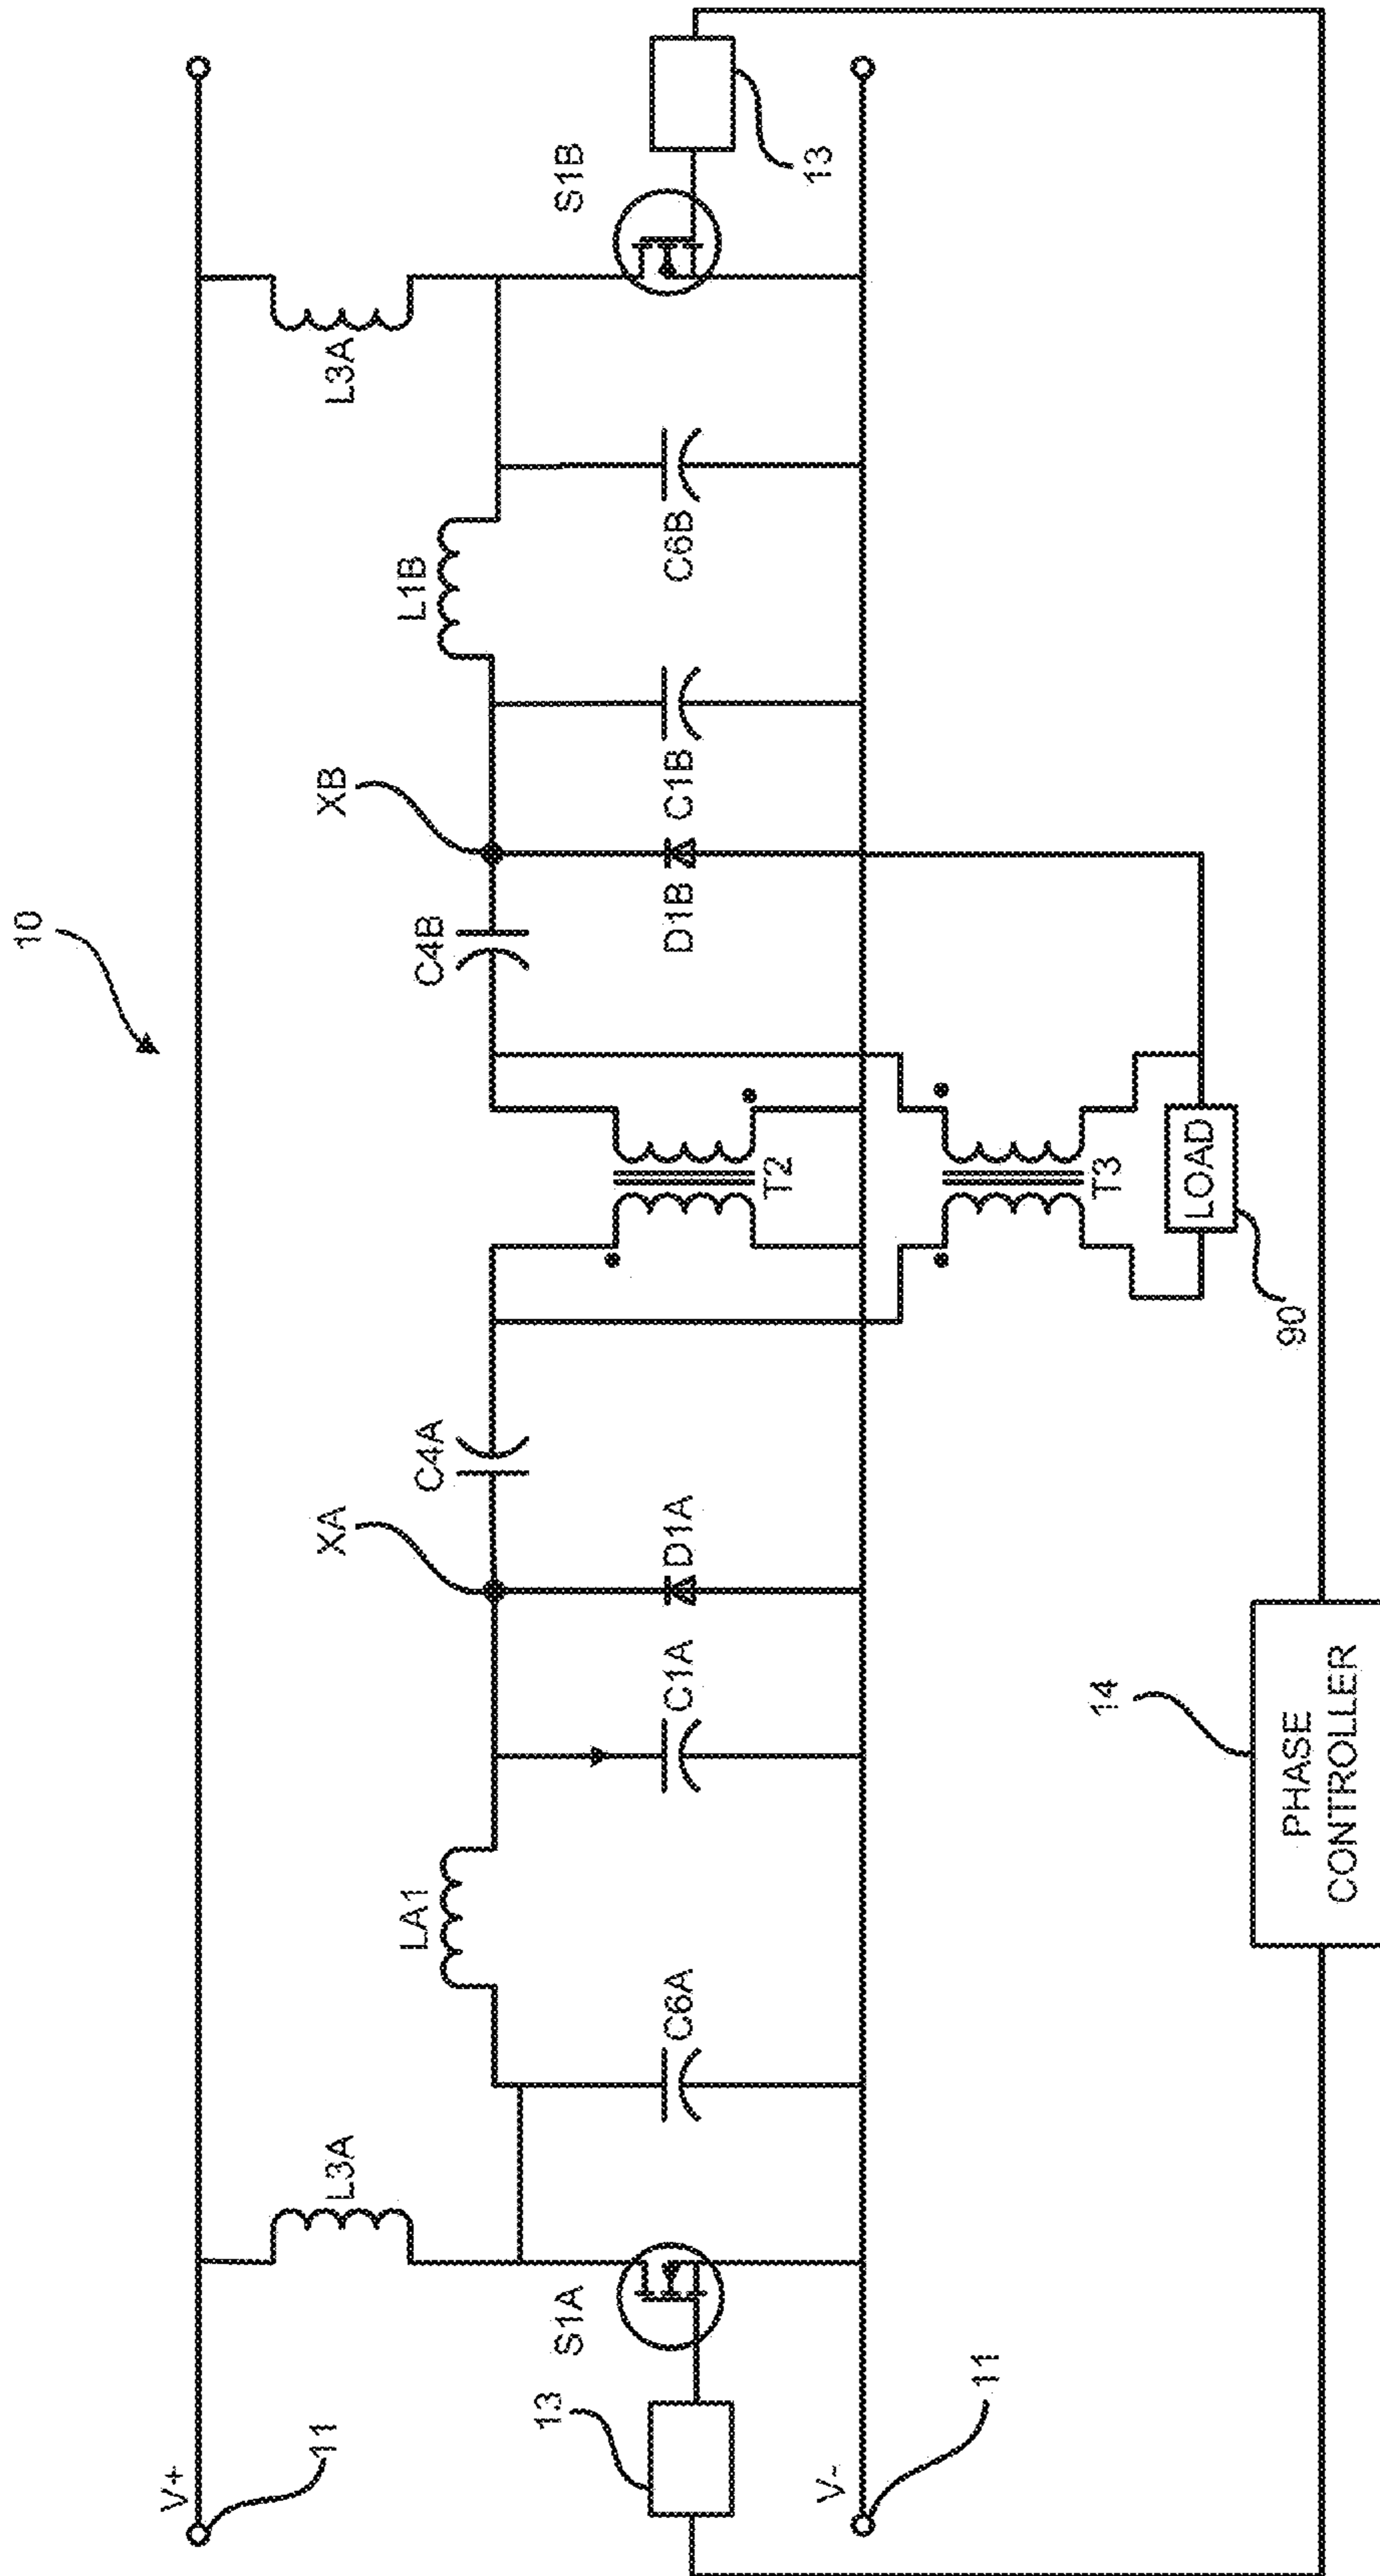 10
V+
11
L3A
L3A
LA1
L1B
XA
XB
C4A
C4B
S1A
S1B
13
13
C6A
C1A
D1A
T2
D1B
C1B
C6B
V-
11
T3
LOAD
90
14
PHASE
CONTROLLER